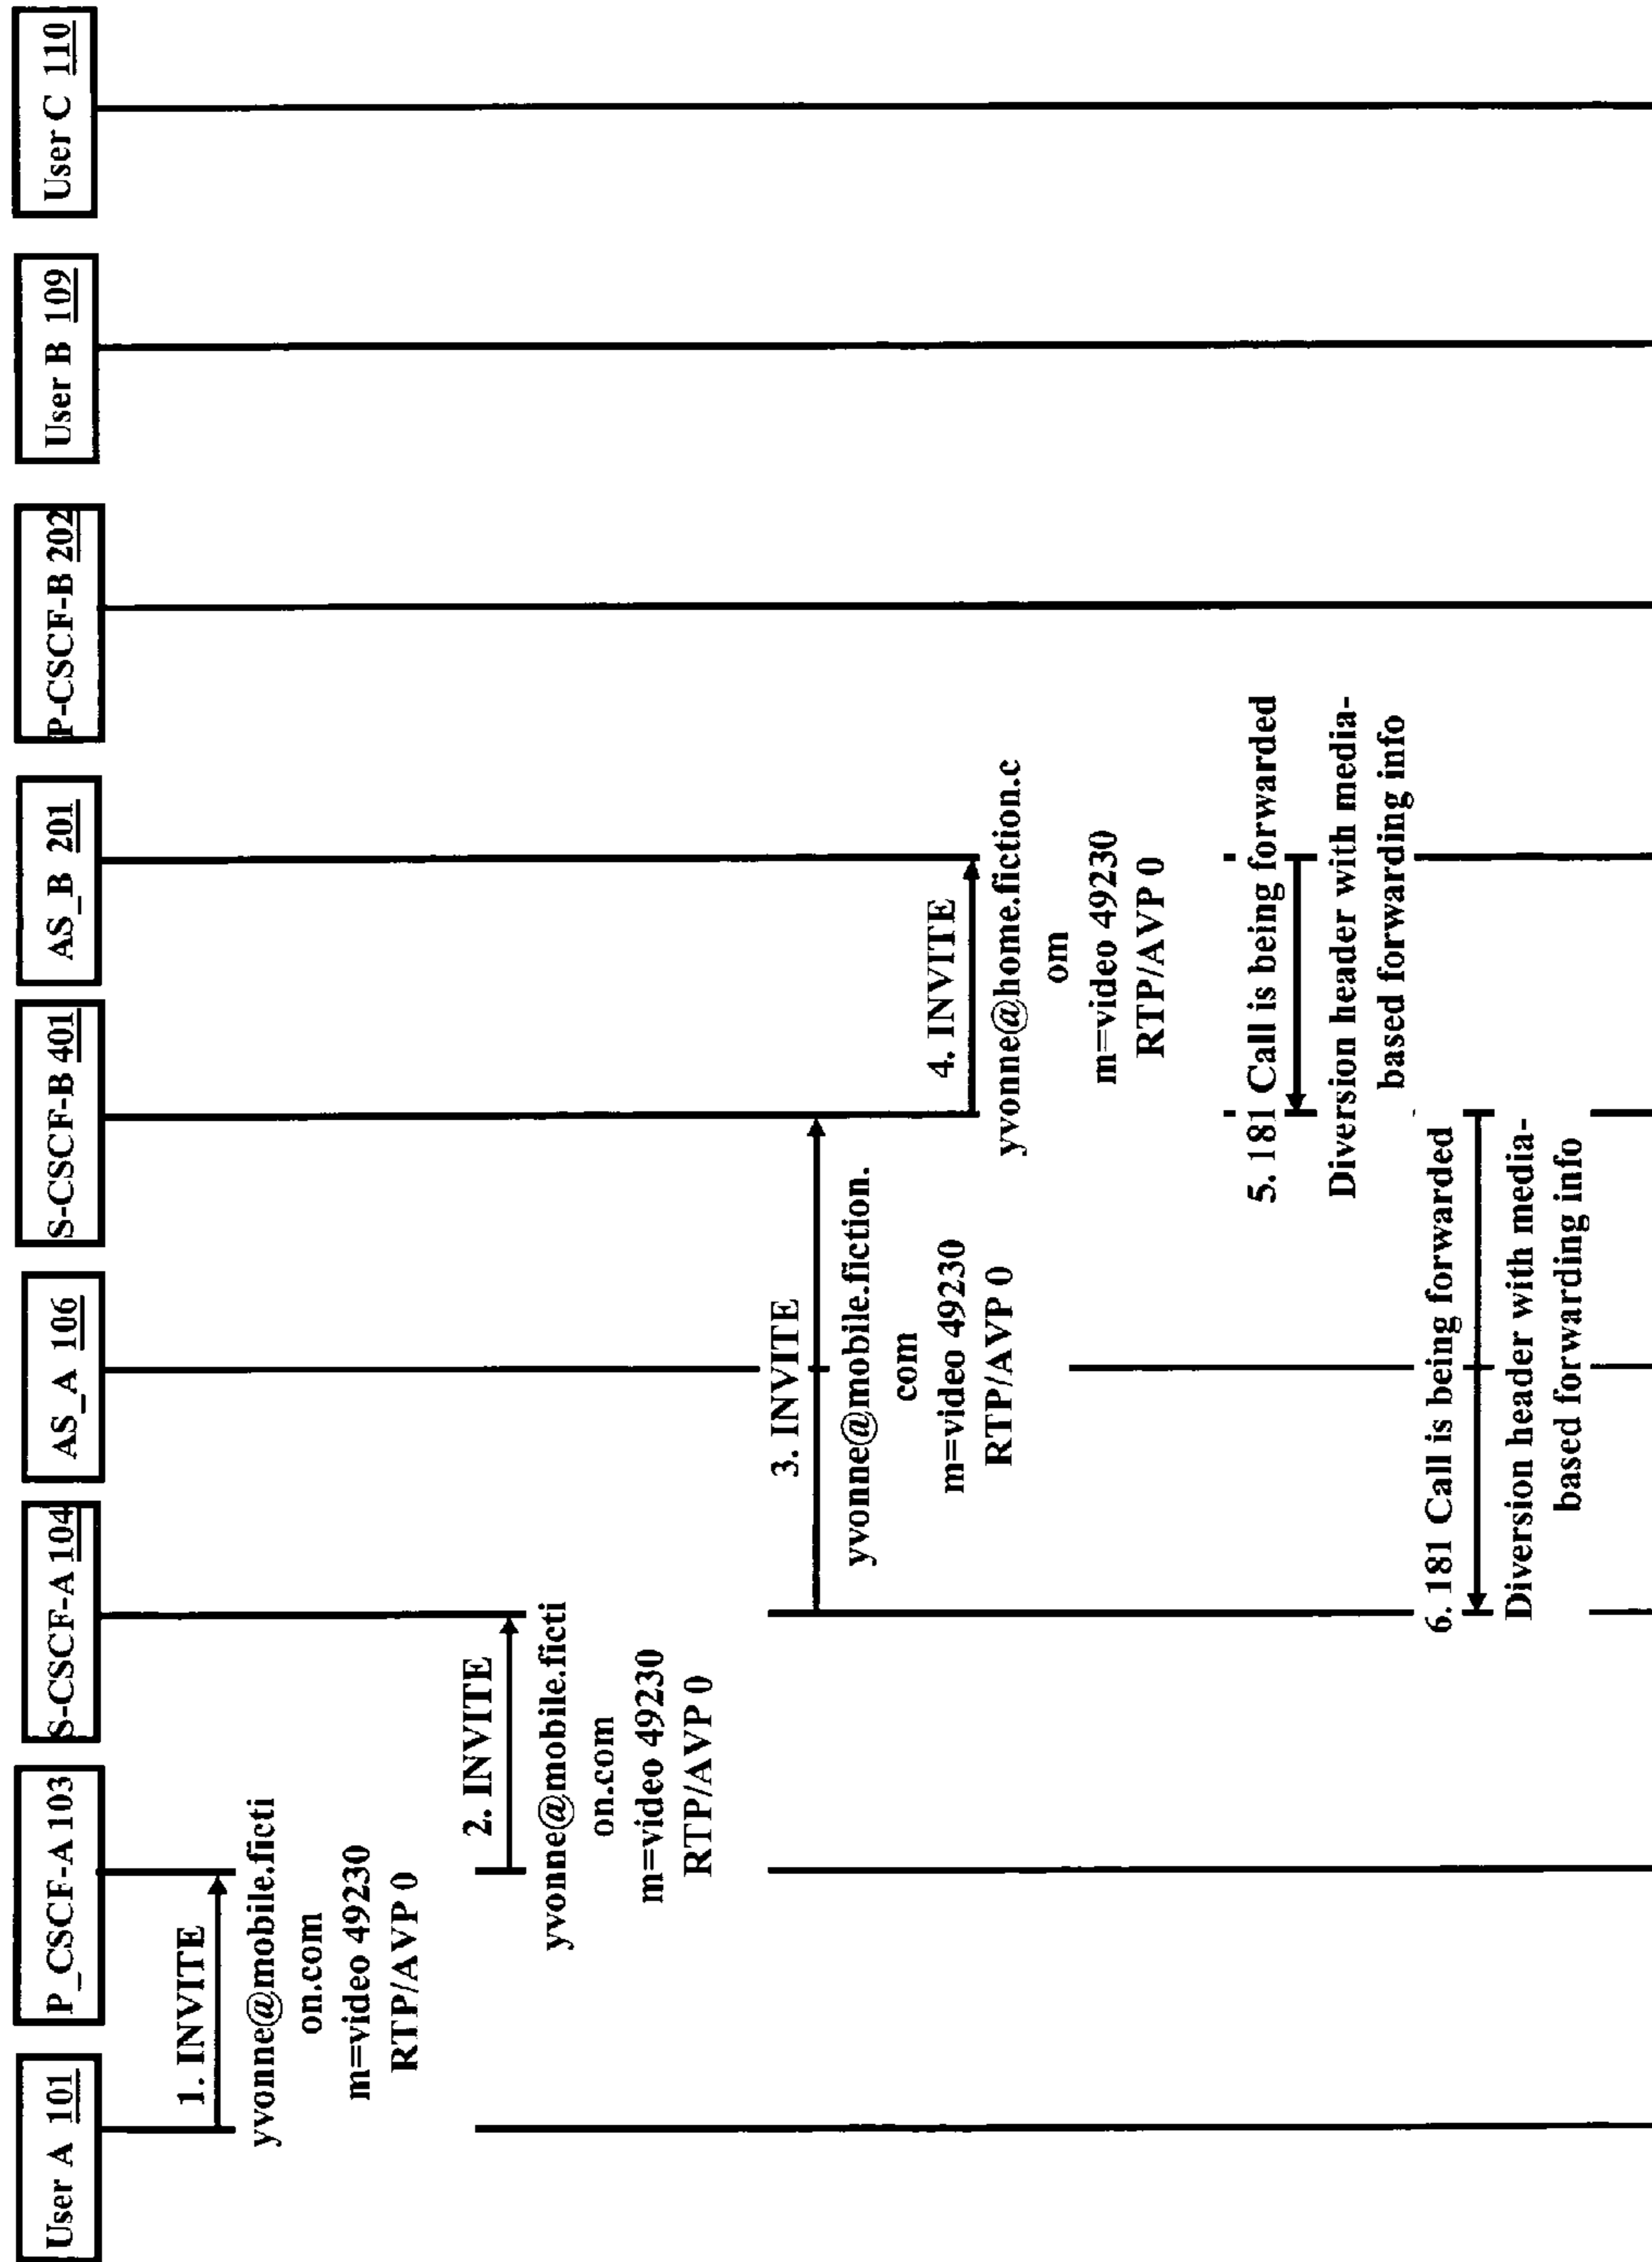 User A 101
P_CSCF-A 103
S-CSCF-A 104
AS_A 106
S-CSCF-B 401
AS_B 201
P-CSCF-B 202
User B 109
User C 110
1. INVITE
yvonne@mobile.ficti
on.com
m=video 49230
RTP/AVP 0
2. INVITE
yvonne@mobile.ficti
on.com
m=video 49230
RTP/AVP 0
3. INVITE
yvonne@mobile.fiction.
com
m=video 49230
RTP/AVP 0
4. INVITE
yvonne@home.fiction.c
om
m=video 49230
RTP/AVP 0
5. 181 Call is being forwarded
Diversion header with media-
based forwarding info
6. 181 Call is being forwarded
Diversion header with media-
based forwarding info